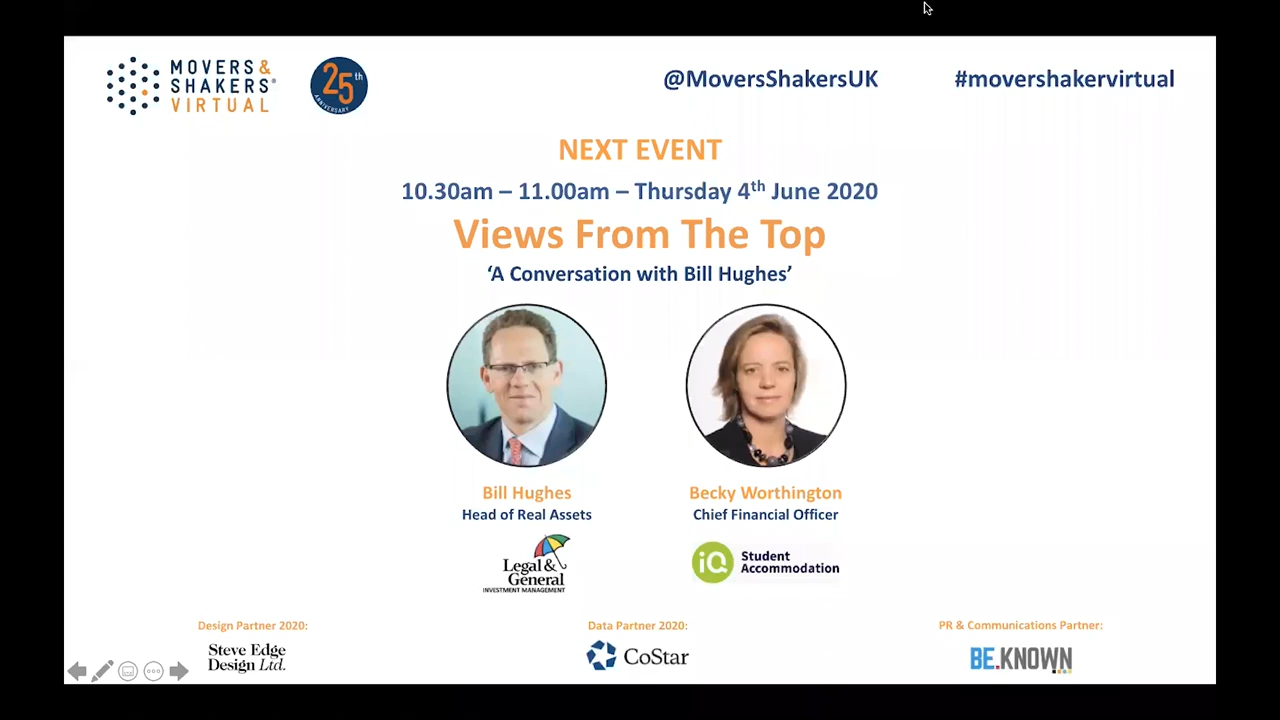 MOVERS&
SHAKERS®
VIRTUAL
25th
ANNIVERSARY
@MoversShakersUK
#movershakervirtual
NEXT EVENT
10.30am – 11.00am – Thursday 4th June 2020
Views From The Top
‘A Conversation with Bill Hughes’
Bill Hughes
Becky Worthington
Head of Real Assets
Chief Financial Officer
Legal &
General
INVESTMENT MANAGEMENT
iQ
Student
Accommodation
Design Partner 2020:
Data Partner 2020:
PR & Communications Partner:
Steve Edge
Design Ltd.
CoStar
BE.KNOWN